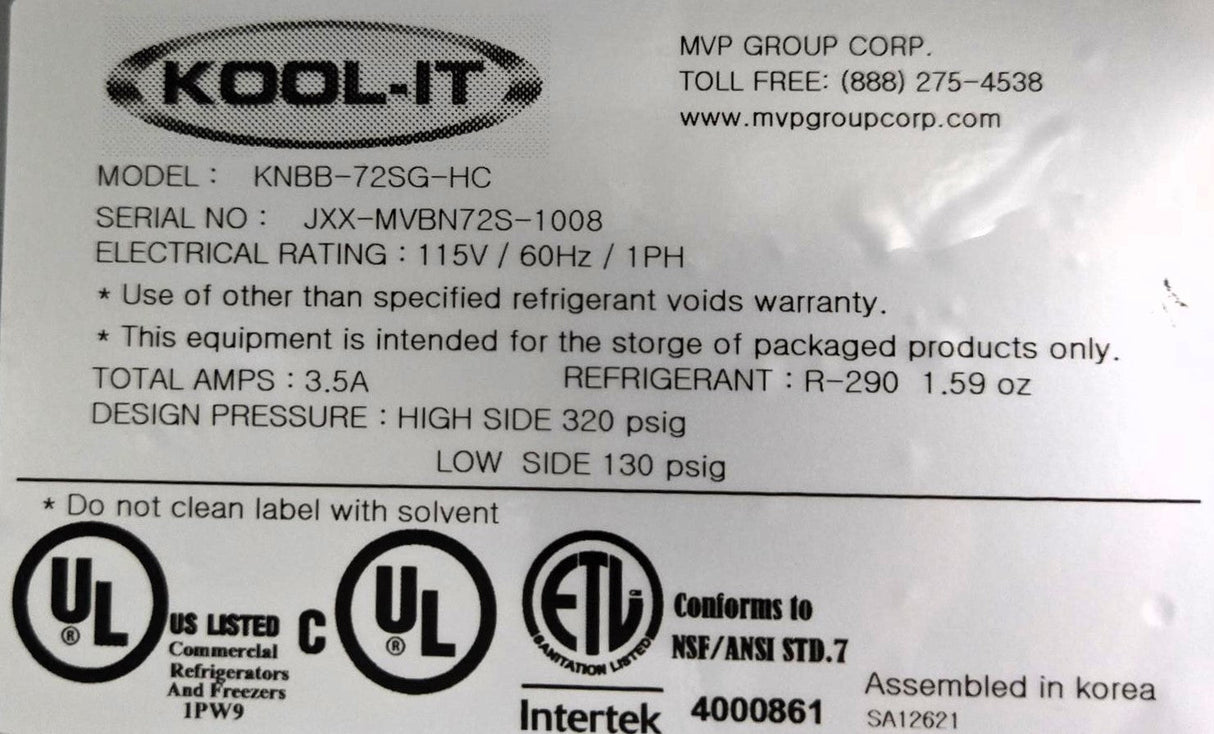 KOOL-IT
MVP GROUP CORP.
TOLL FREE: (888) 275-4538
www.mvpgroupcorp.com
MODEL : KNBB-72SG-HC
SERIAL NO : JXX-MVBN72S-1008
ELECTRICAL RATING : 115V / 60Hz / 1PH
* Use of other than specified refrigerant voids warranty.
* This equipment is intended for the storge of packaged products only.
TOTAL AMPS : 3.5A REFRIGERANT : R-290 1.59 oz
DESIGN PRESSURE : HIGH SIDE 320 psig
LOW SIDE 130 psig
* Do not clean label with solvent
UL ®
US LISTED
Commercial
Refrigerators
And Freezers
1PW9
C UL ®
ETL
SANITATION LISTED
Intertek
Conforms to
NSF/ANSI STD.7
4000861
Assembled in korea
SA12621